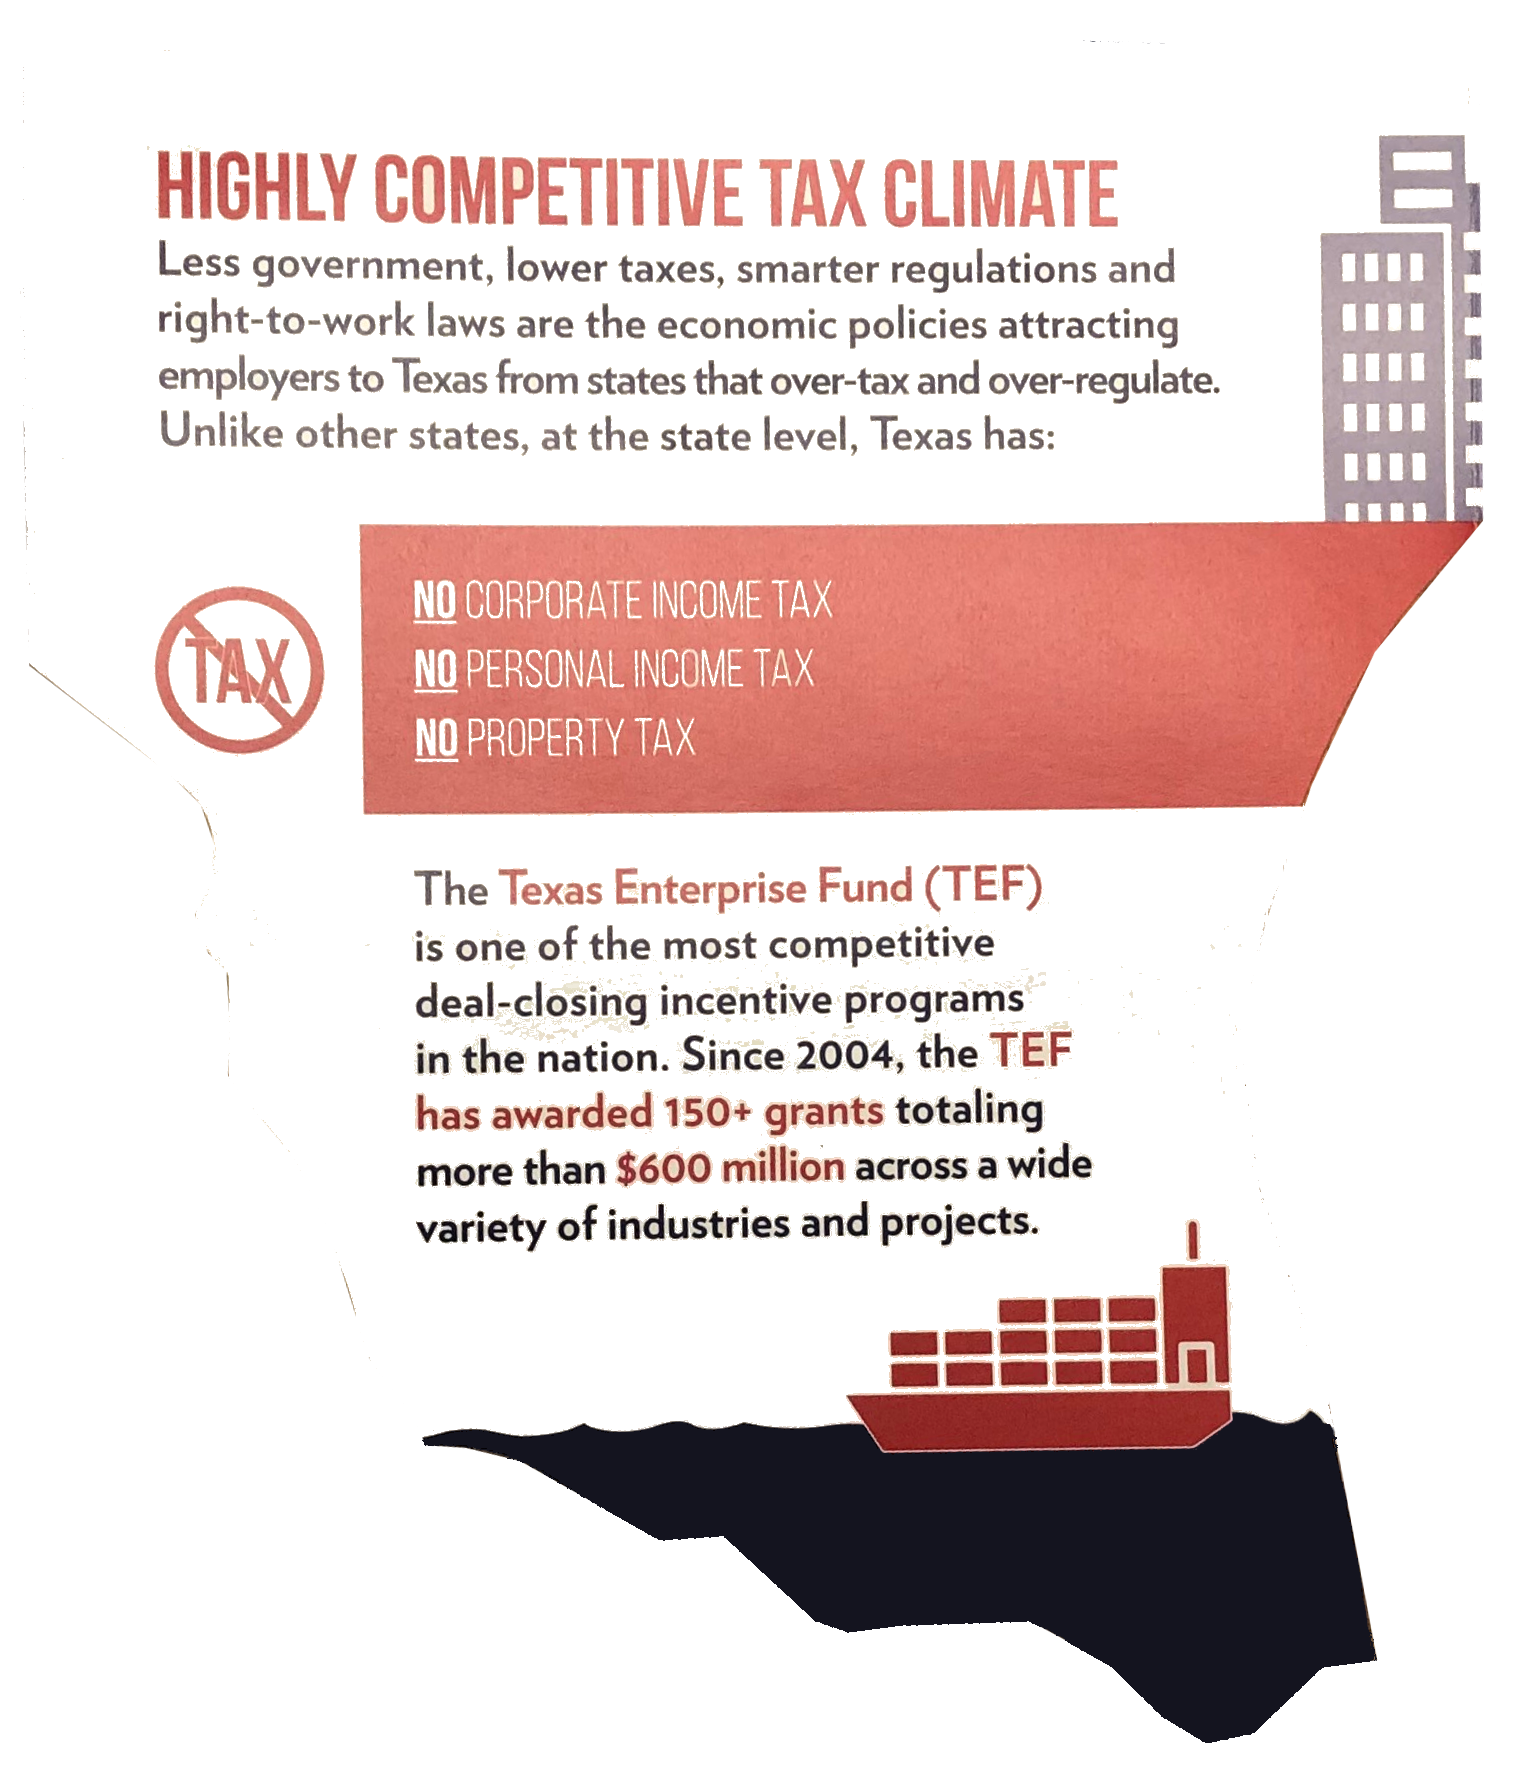 HIGHLY COMPETITIVE TAX CLIMATE
Less government, lower taxes, smarter regulations and
right-to-work laws are the economic policies attracting
employers to Texas from states that over-tax and over-regulate.
Unlike other states, at the state level, Texas has:
TAX
NO CORPORATE INCOME TAX
NO PERSONAL INCOME TAX
NO PROPERTY TAX
The Texas Enterprise Fund (TEF)
is one of the most competitive
deal-closing incentive programs
in the nation. Since 2004, the TEF
has awarded 150+ grants totaling
more than $600 million across a wide
variety of industries and projects.